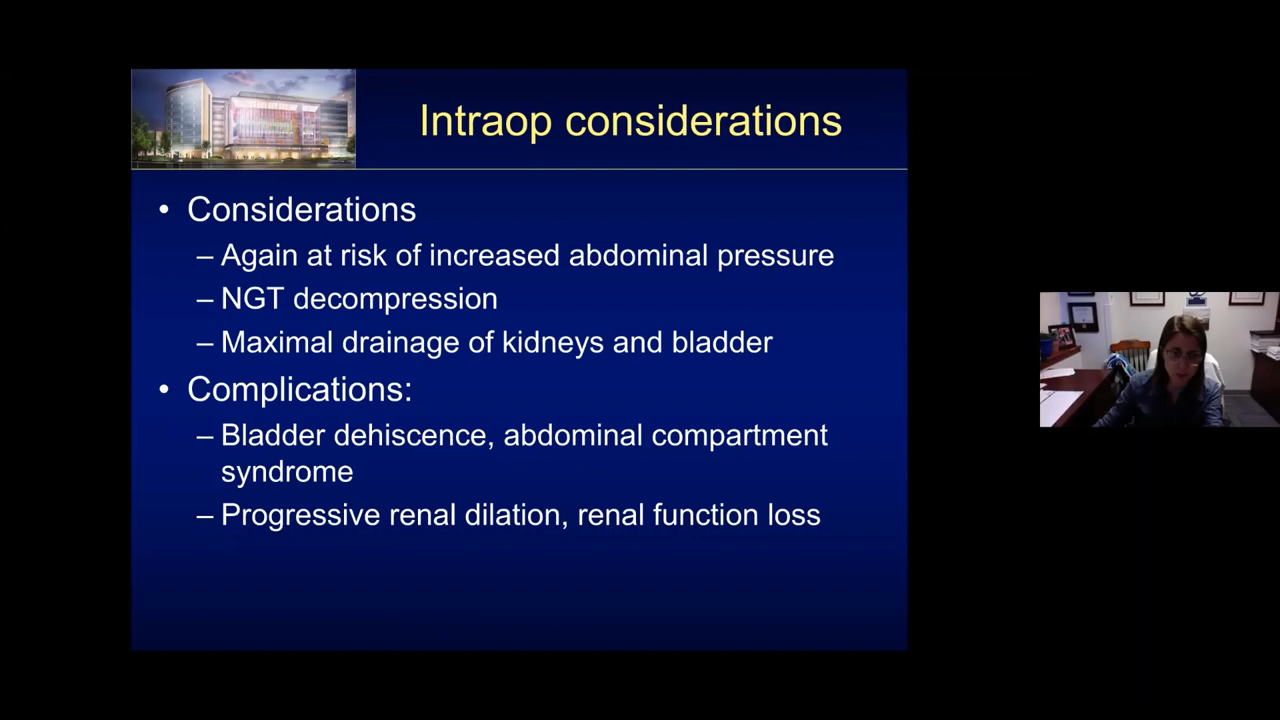 Intraop considerations
• Considerations
– Again at risk of increased abdominal pressure
– NGT decompression
– Maximal drainage of kidneys and bladder
• Complications:
– Bladder dehiscence, abdominal compartment
syndrome
– Progressive renal dilation, renal function loss